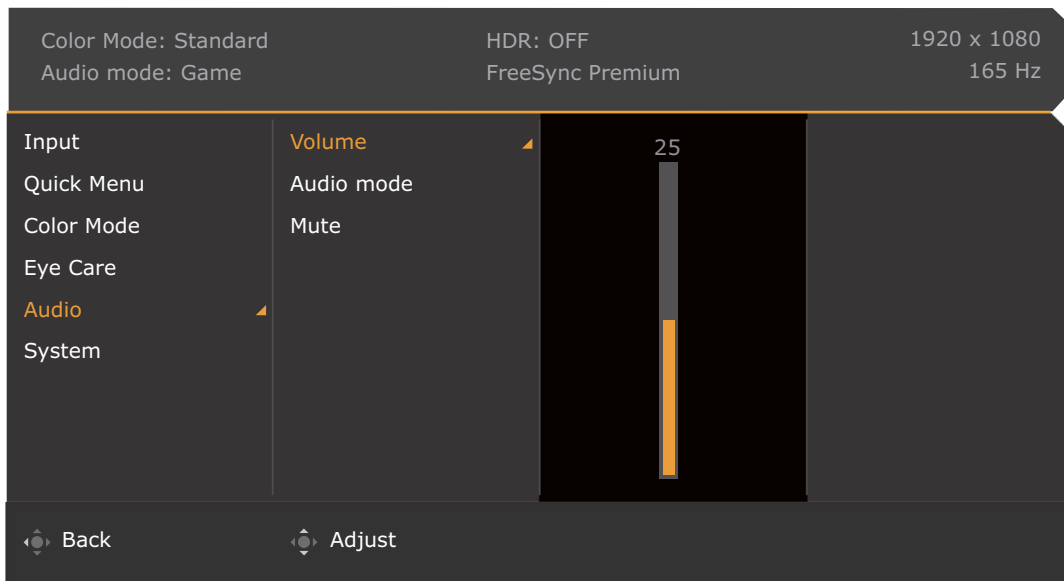 Color Mode: Standard
Audio mode: Game
HDR: OFF
FreeSync Premium
1920 x 1080
165 Hz
Input
Quick Menu
Color Mode
Eye Care
Audio
System
Volume
Audio mode
Mute
25
Back
Adjust